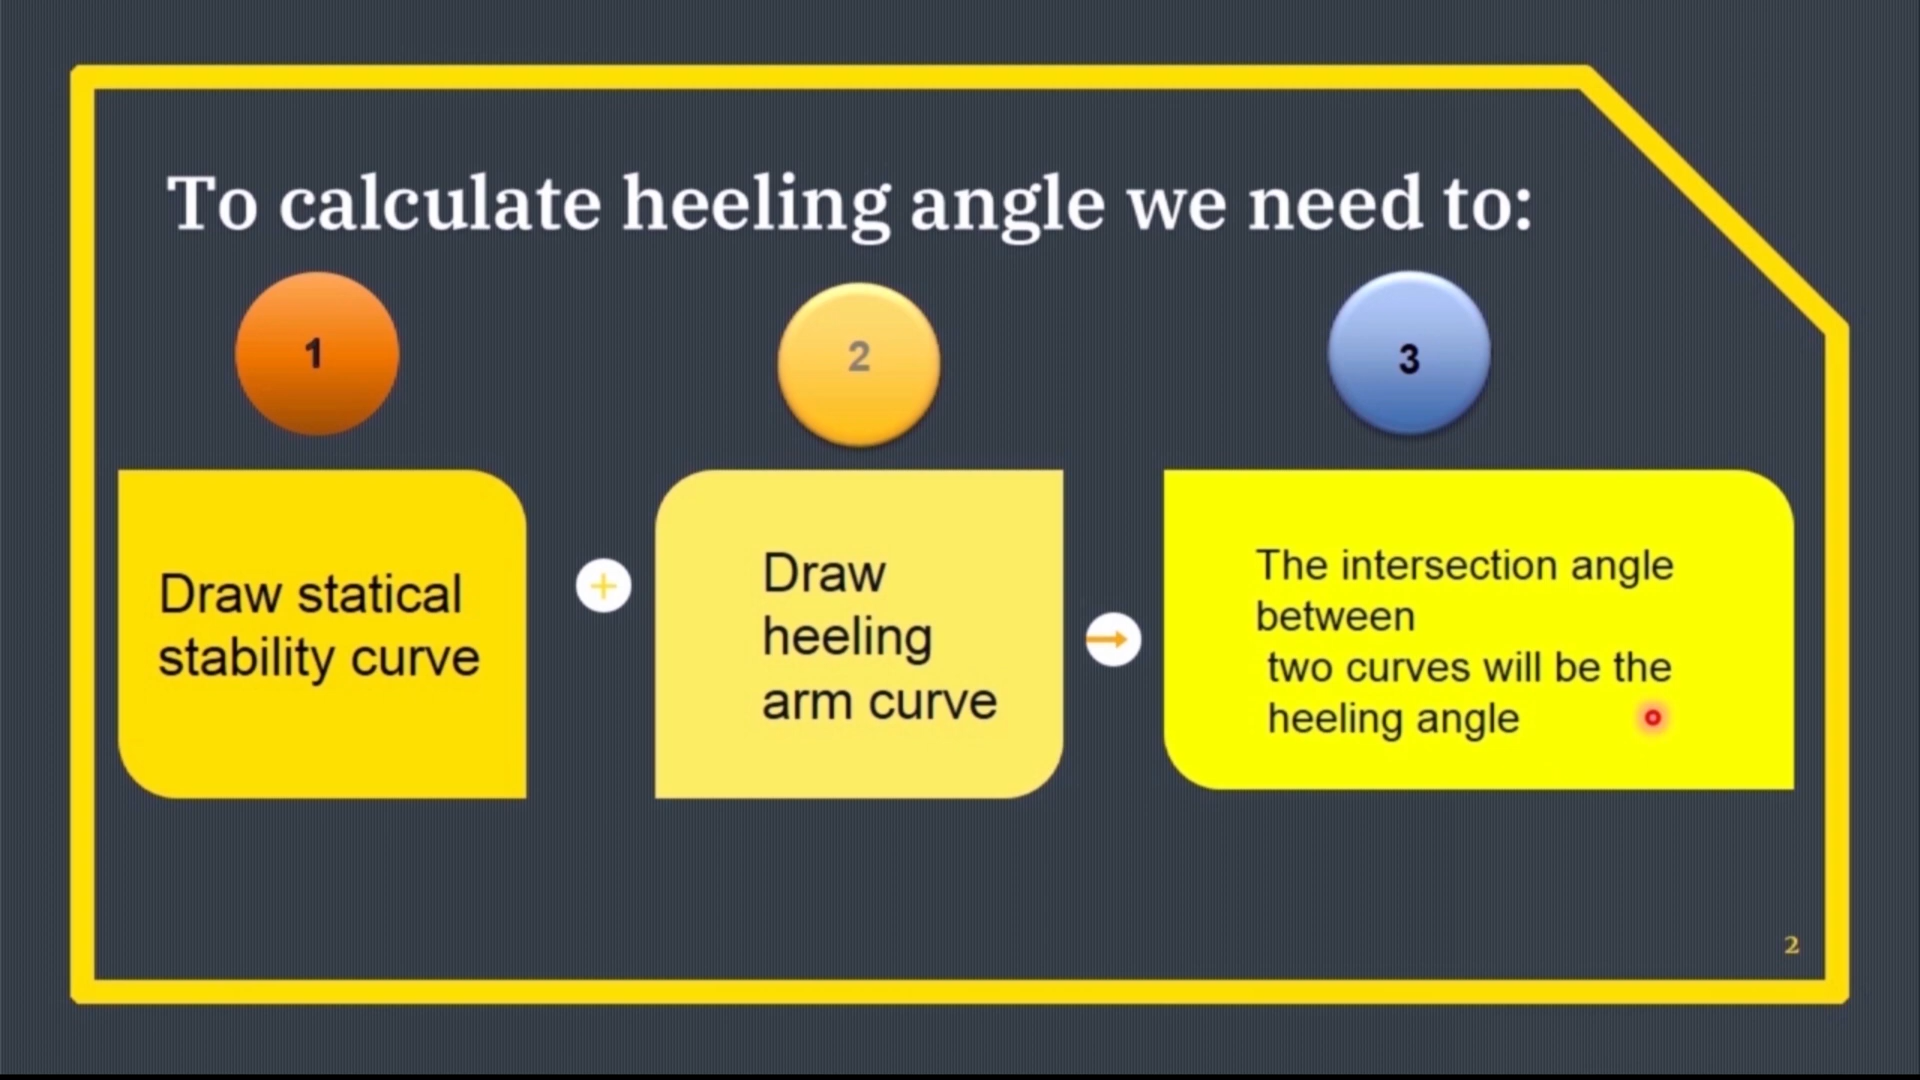 To calculate heeling angle we need to:
1
2
3
Draw statical
stability curve
+
Draw
heeling
arm curve
The intersection angle
between
two curves will be the
heeling angle
2